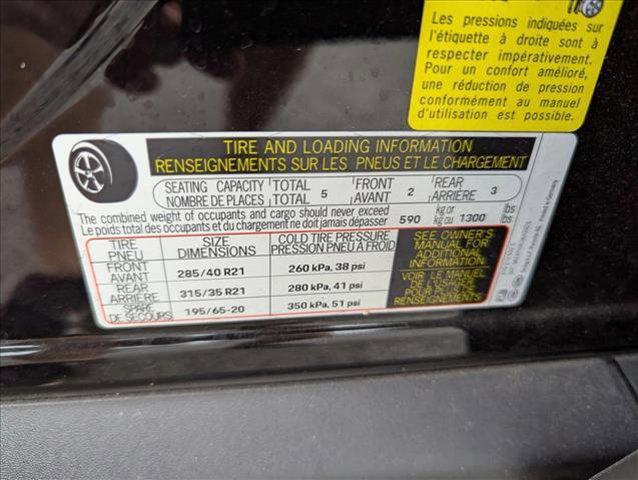 Les pressions indiquées sur
l'étiquette à droite sont à
respecter impérativement.
Pour un confort amélioré,
une réduction de pression
conformément au manuel
d'utilisation est possible.
TIRE AND LOADING INFORMATION
RENSEIGNEMENTS SUR LES PNEUS ET LE CHARGEMENT
SEATING CAPACITY TOTAL 5 FRONT 2 REAR 3
NOMBRE DE PLACES TOTAL AVANT ARRIÈRE
The combined weight of occupants and cargo should never exceed 590 kg or 1300 lbs
Le poids total des occupants et du chargement ne doit jamais dépasser kg ou lbs
TIRE SIZE COLD TIRE PRESSURE
PNEU DIMENSIONS PRESSION PNEU A FROID
FRONT
AVANT 285/40 R21 260 kPa, 38 psi
REAR
ARRIÈRE 315/35 R21 280 kPa, 41 psi
SPARE
DE SECOURS 195/65-20 350 kPa, 51 psi
SEE OWNER'S
MANUAL FOR
ADDITIONAL
INFORMATION
VOIR LE MANUEL
DE L'USAGER
POUR PLUS DE
RENSEIGNEMENTS